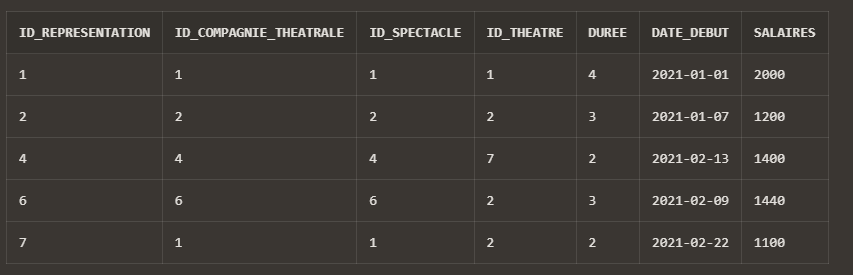 ID_REPRESENTATION ID_COMPAGNIE_THEATRALE ID_SPECTACLE ID_THEATRE DUREE DATE_DEBUT SALAIRES
1 1 1 1 4 2021-01-01 2000
2 2 2 2 3 2021-01-07 1200
4 4 4 7 2 2021-02-13 1400
6 6 6 2 3 2021-02-09 1440
7 1 1 2 2 2021-02-22 1100